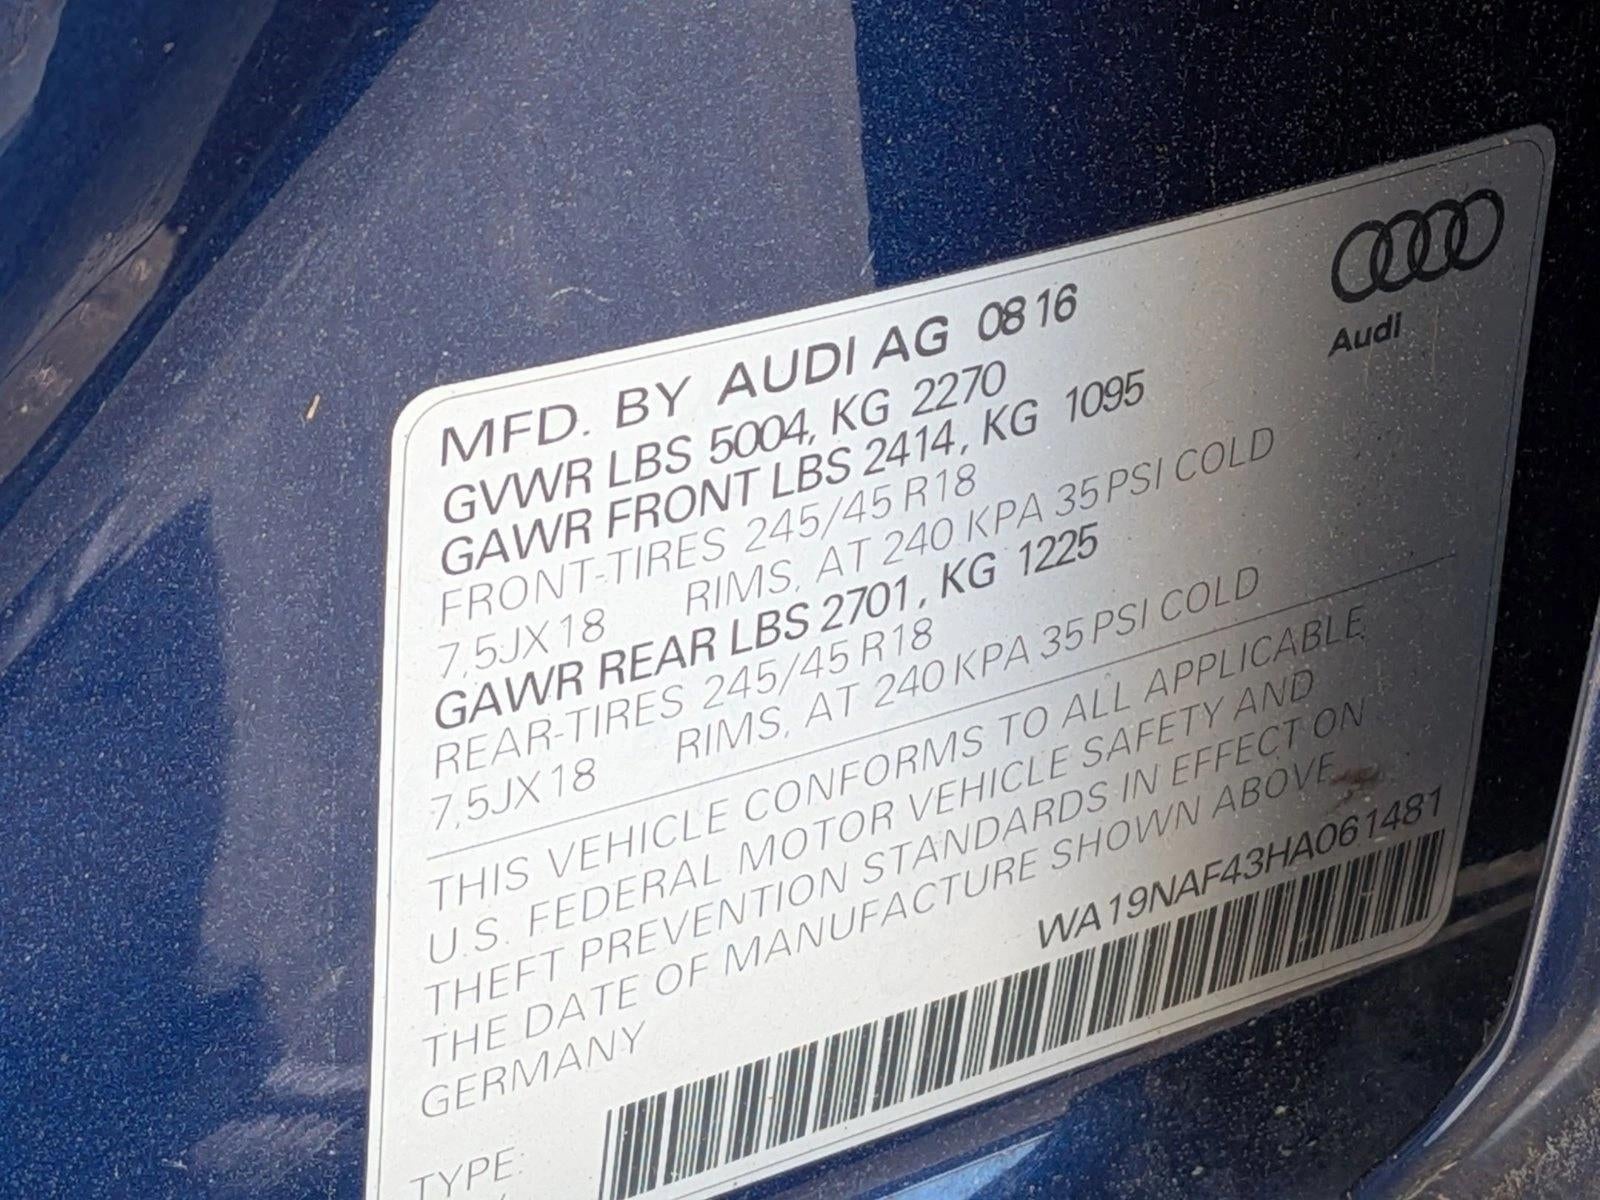 Audi
MFD. BY AUDI AG 0816
GVWR LBS 5004, KG 2270
GAWR FRONT LBS 2414, KG 1095
FRONT-TIRES 245/45 R18
7,5JX18 RIMS, AT 240 KPA 35 PSI COLD
GAWR REAR LBS 2701, KG 1225
REAR-TIRES 245/45 R18
7,5JX18 RIMS, AT 240 KPA 35 PSI COLD
THIS VEHICLE CONFORMS TO ALL APPLICABLE
U.S. FEDERAL MOTOR VEHICLE SAFETY AND
THEFT PREVENTION STANDARDS IN EFFECT ON
THE DATE OF MANUFACTURE SHOWN ABOVE
GERMANY
WA19NAF43HA061481
TYPE: